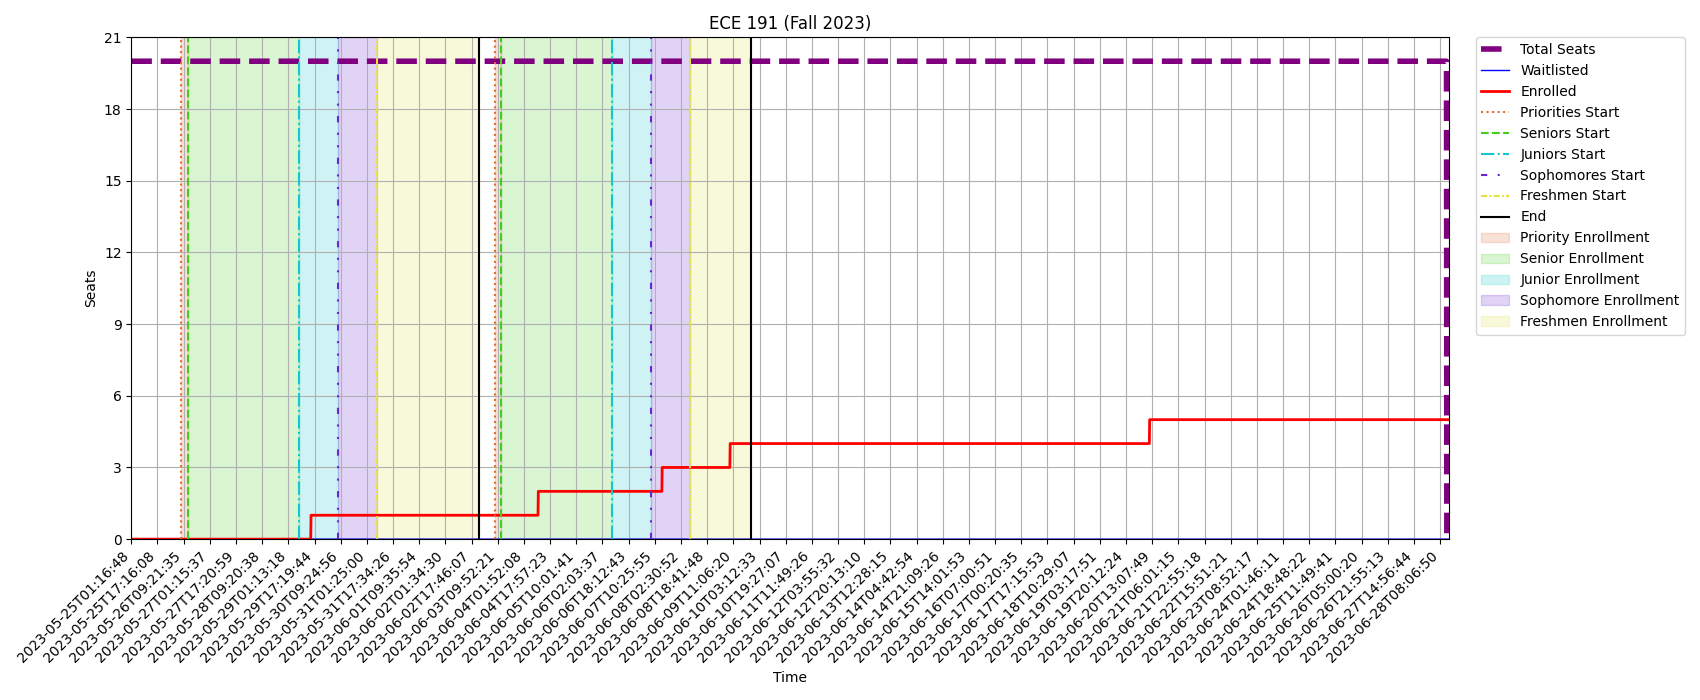 ECE 191 (Fall 2023)
21
18
15
12
9
6
3
0
Seats
2023-05-25T01:16:48
2023-05-25T17:16:08
2023-05-26T09:21:35
2023-05-27T01:15:37
2023-05-27T17:20:59
2023-05-28T09:20:38
2023-05-29T01:13:18
2023-05-29T17:19:44
2023-05-30T09:24:56
2023-05-31T01:25:00
2023-05-31T17:34:26
2023-06-01T09:35:54
2023-06-02T01:34:30
2023-06-02T17:46:07
2023-06-03T09:52:21
2023-06-04T01:52:08
2023-06-04T17:57:23
2023-06-05T10:01:41
2023-06-06T02:03:37
2023-06-06T18:12:43
2023-06-07T10:25:55
2023-06-08T02:30:52
2023-06-08T18:41:48
2023-06-09T11:06:20
2023-06-10T03:12:33
2023-06-10T19:27:07
2023-06-11T11:49:26
2023-06-12T03:55:32
2023-06-12T20:13:10
2023-06-13T12:28:15
2023-06-14T04:42:54
2023-06-14T21:09:26
2023-06-15T14:01:53
2023-06-16T07:00:51
2023-06-17T00:20:35
2023-06-17T17:15:53
2023-06-18T10:29:07
2023-06-19T03:17:51
2023-06-19T20:12:24
2023-06-20T13:07:49
2023-06-21T06:01:15
2023-06-21T22:55:18
2023-06-22T15:51:21
2023-06-23T08:52:17
2023-06-24T01:46:11
2023-06-24T18:48:22
2023-06-25T11:49:41
2023-06-26T05:00:20
2023-06-26T21:55:13
2023-06-27T14:56:44
2023-06-28T08:06:50
Time
Total Seats
Waitlisted
Enrolled
Priorities Start
Seniors Start
Juniors Start
Sophomores Start
Freshmen Start
End
Priority Enrollment
Senior Enrollment
Junior Enrollment
Sophomore Enrollment
Freshmen Enrollment